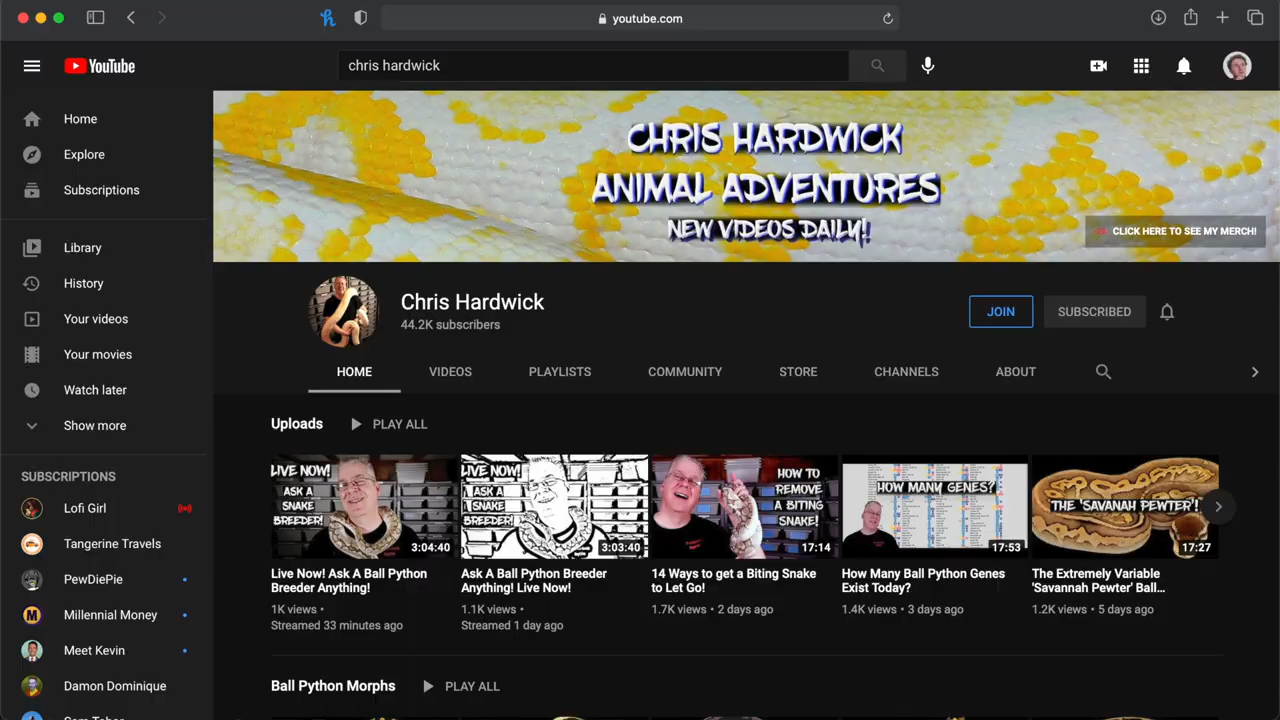 youtube.com
YouTube
chris hardwick
Home
Explore
Subscriptions
Library
History
Your videos
Your movies
Watch later
Show more
SUBSCRIPTIONS
Lofi Girl
Tangerine Travels
PewDiePie
Millennial Money
Meet Kevin
Damon Dominique
CHRIS HARDWICK
ANIMAL ADVENTURES
NEW VIDEOS DAILY!
CLICK HERE TO SEE MY MERCH!
Chris Hardwick
44.2K subscribers
JOIN
SUBSCRIBED
HOME
VIDEOS
PLAYLISTS
COMMUNITY
STORE
CHANNELS
ABOUT
Uploads
PLAY ALL
LIVE NOW!
ASK A
SNAKE
BREEDER!
3:04:40
Live Now! Ask A Ball Python
Breeder Anything!
1K views •
Streamed 33 minutes ago
LIVE NOW!
ASK A
SNAKE
BREEDER!
3:03:40
Ask A Ball Python Breeder
Anything! Live Now!
1.1K views •
Streamed 1 day ago
HOW TO
REMOVE
A BITING
SNAKE!
17:14
14 Ways to get a Biting Snake
to Let Go!
1.7K views • 2 days ago
HOW MANY GENES?
17:53
How Many Ball Python Genes
Exist Today?
1.4K views • 3 days ago
THE 'SAVANAH PEWTER'!
17:27
The Extremely Variable
'Savannah Pewter' Ball...
1.2K views • 5 days ago
Ball Python Morphs
PLAY ALL